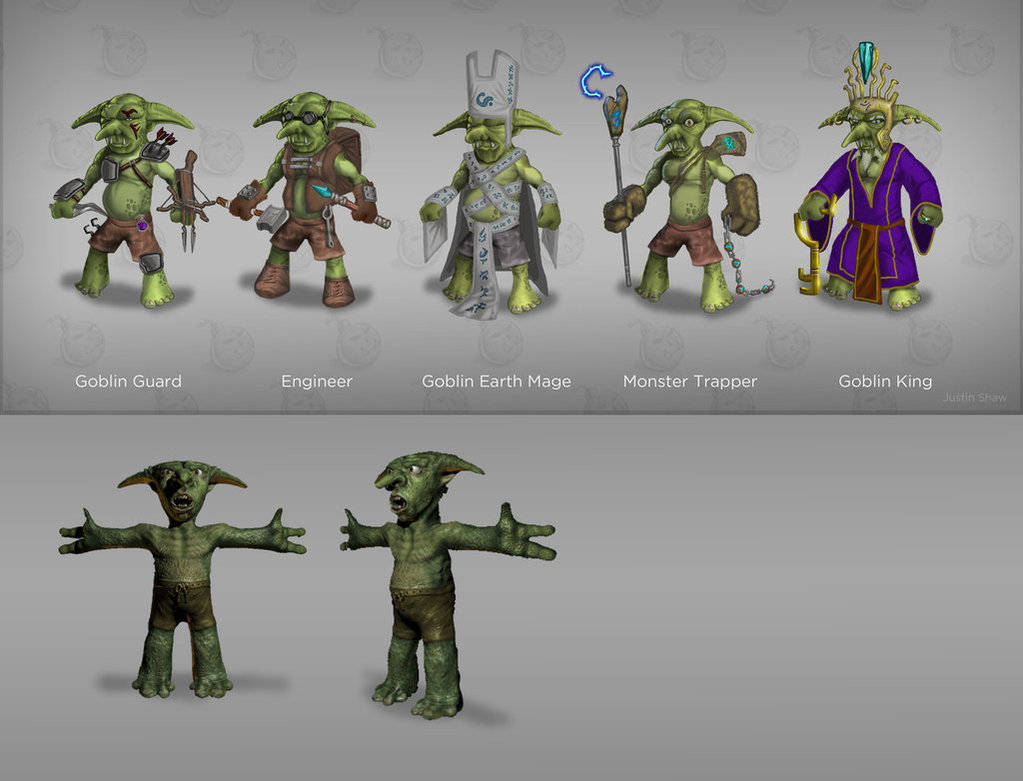 Goblin Guard
Engineer
Goblin Earth Mage
Monster Trapper
Goblin King
Justin Shaw